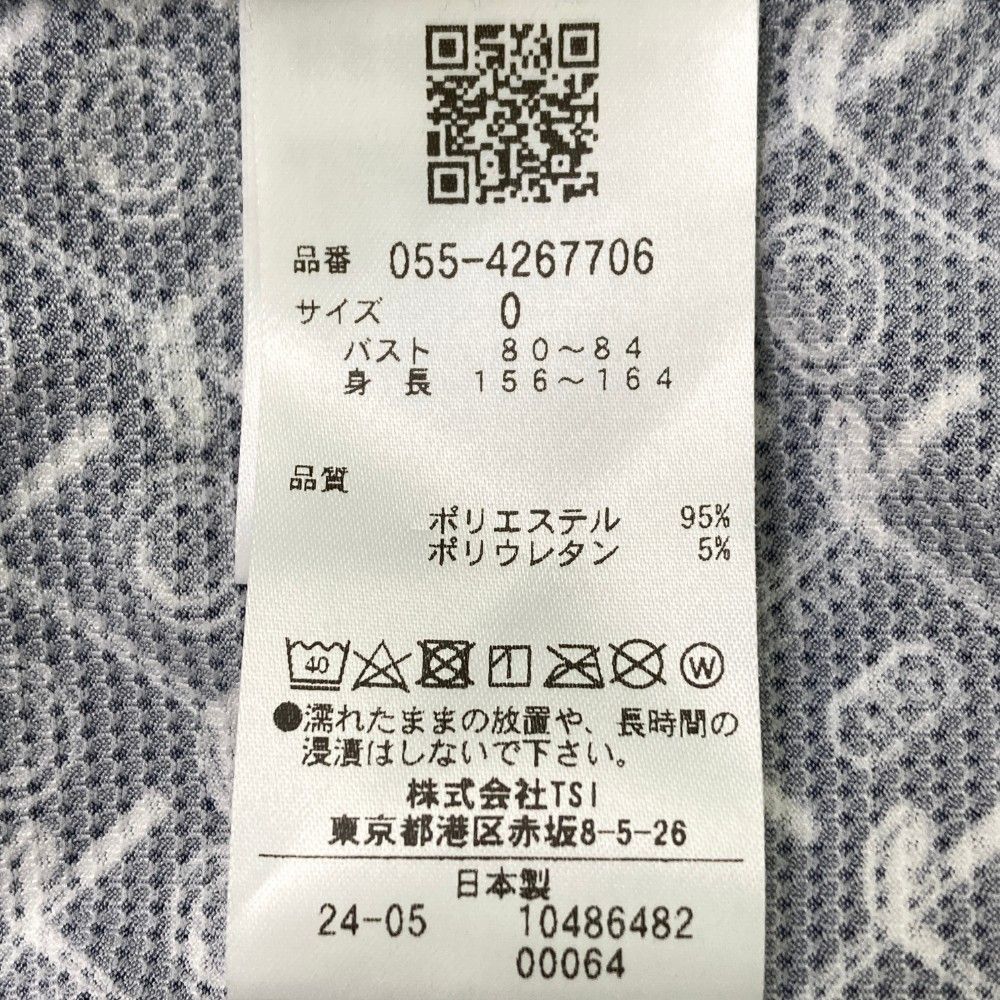 品番 055-4267706
サイズ 0
バスト 80～84
身長 156～164
品質
ポリエステル 95%
ポリウレタン 5%
40 W
●濡れたままの放置や、長時間の
浸漬はしないで下さい。
株式会社TSI
東京都港区赤坂8-5-26
日本製
24-05 10486482
00064